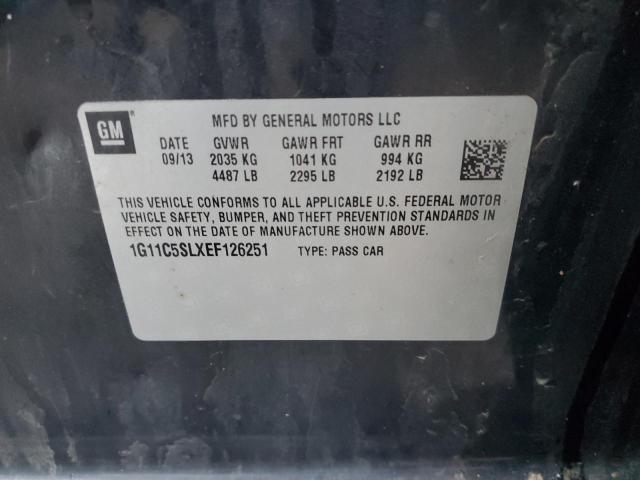 GM
MFD BY GENERAL MOTORS LLC
DATE GVWR GAWR FRT GAWR RR
09/13 2035 KG 1041 KG 994 KG
4487 LB 2295 LB 2192 LB
THIS VEHICLE CONFORMS TO ALL APPLICABLE U.S. FEDERAL MOTOR
VEHICLE SAFETY, BUMPER, AND THEFT PREVENTION STANDARDS IN
EFFECT ON THE DATE OF MANUFACTURE SHOWN ABOVE.
1G11C5SLXEF126251 TYPE: PASS CAR